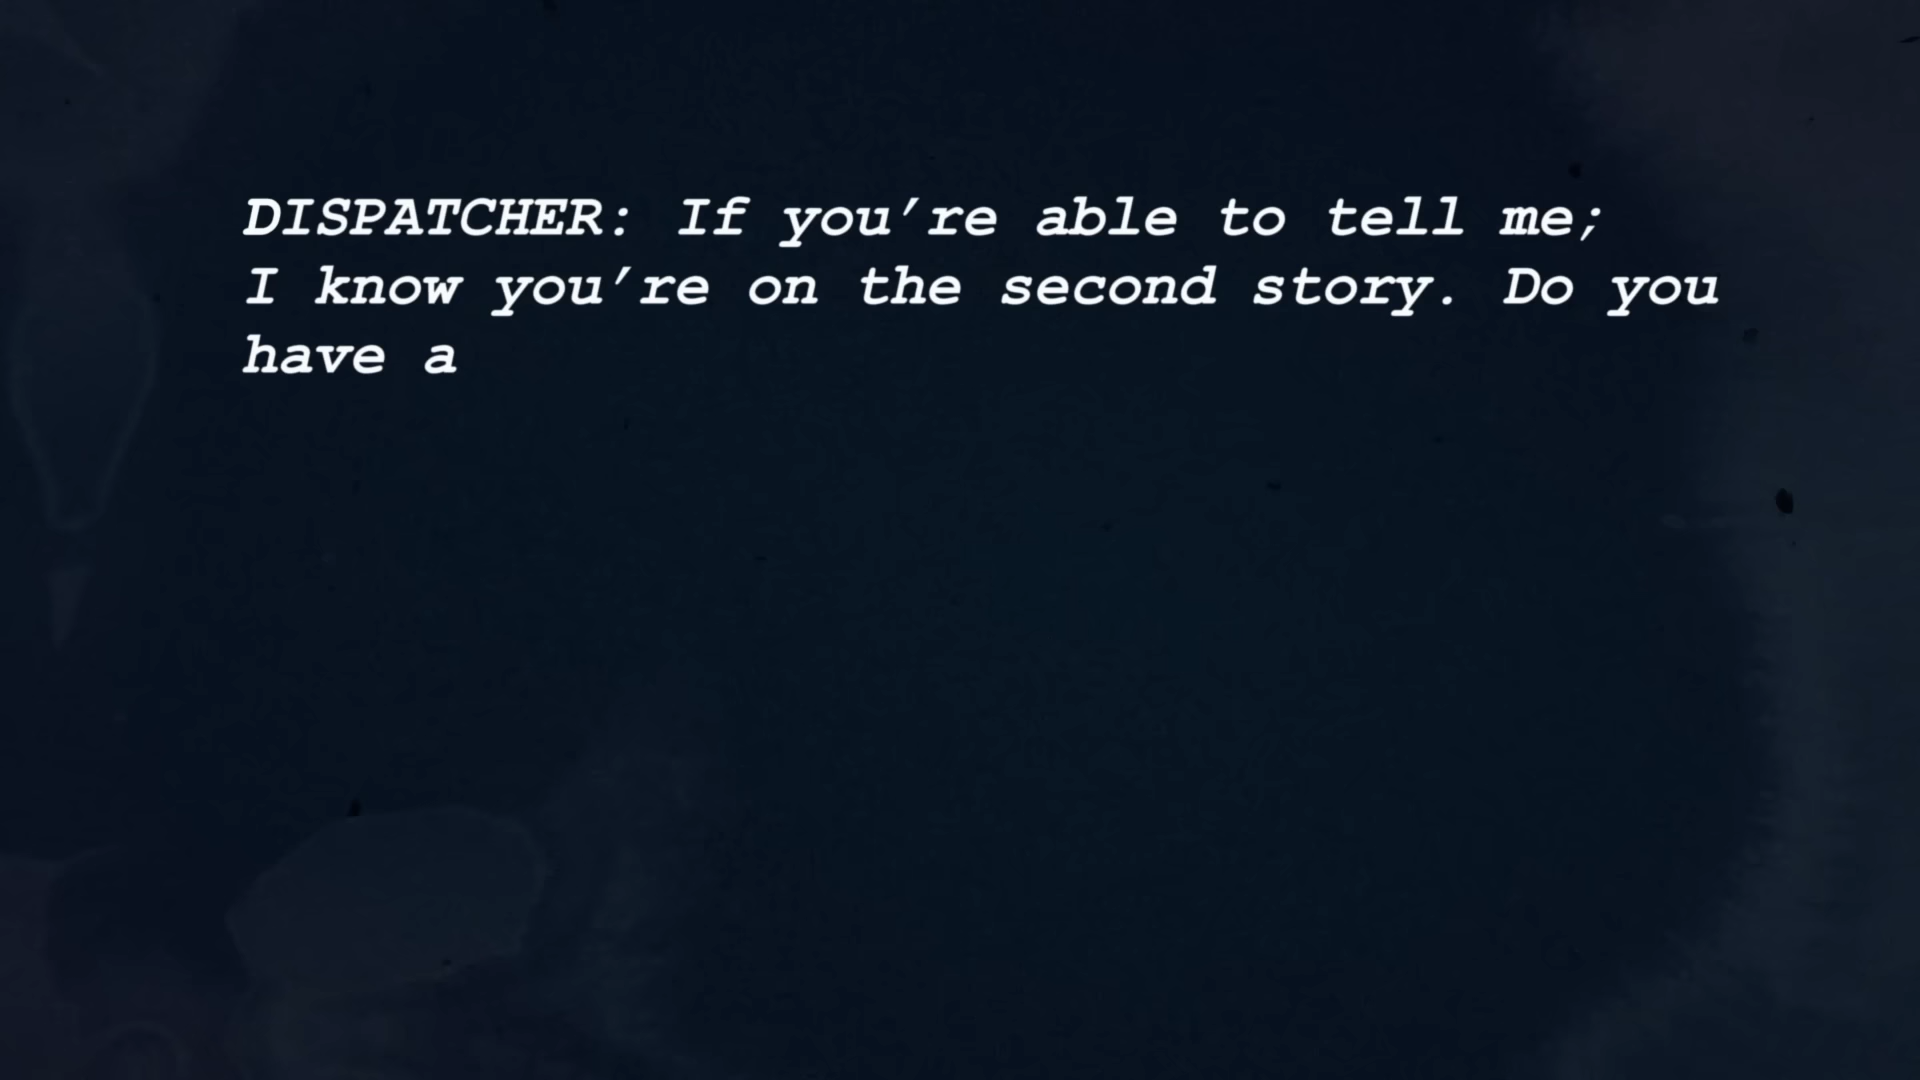 DISPATCHER: If you're able to tell me;
I know you're on the second story. Do you
have a